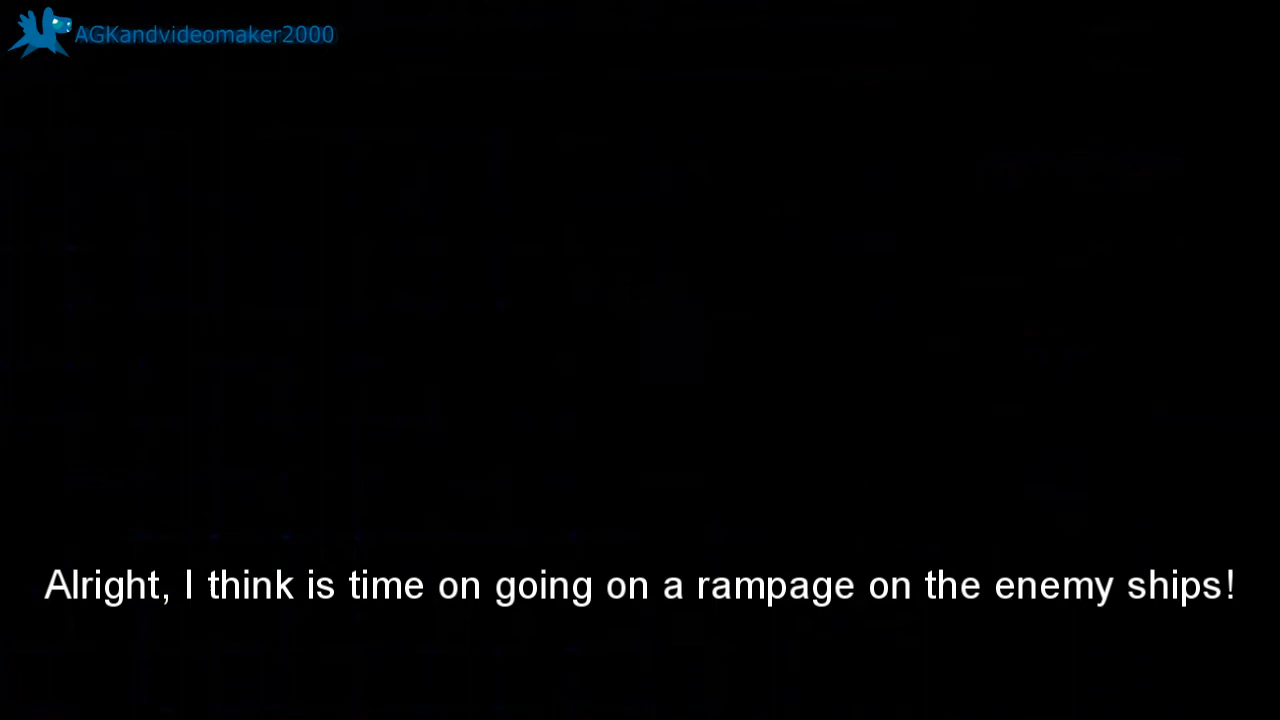 AGKandvideomaker2000
Alright, I think is time on going on a rampage on the enemy ships!